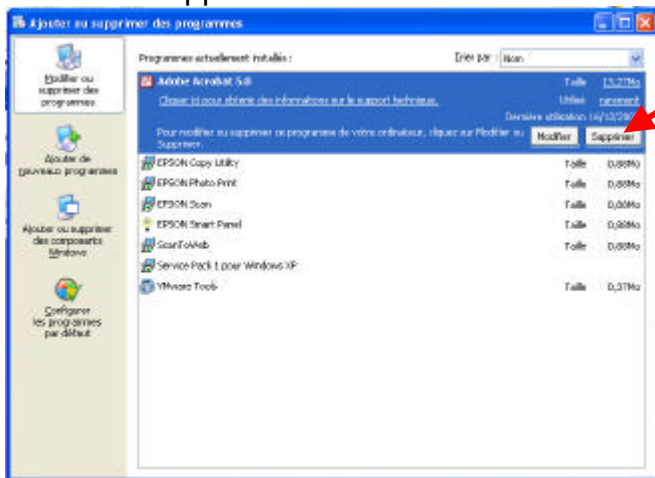 Ajouter ou supprimer des programmes
Modifier ou
supprimer des
programmes
Ajouter de
nouveaux programmes
Ajouter ou supprimer
des composants
Windows
Configurer
les programmes
par défaut
Programmes actuellement installés :
Trier par :
Nom
Adobe Acrobat 5.0
Taille
13,27Mo
Cliquez ici pour obtenir des informations sur le support technique.
Utilisé
rarement
Dernière utilisation
Pour modifier ou supprimer ce programme de votre ordinateur, cliquez sur Modifier ou
Supprimer.
Modifier
Supprimer
EPSON Copy Utility
Taille
0,88Mo
EPSON Photo Print
Taille
0,88Mo
EPSON Scan
Taille
0,88Mo
EPSON Smart Panel
Taille
0,88Mo
ScanToWeb
Taille
0,88Mo
Service Pack 1 pour Windows XP
VMware Tools
Taille
0,37Mo